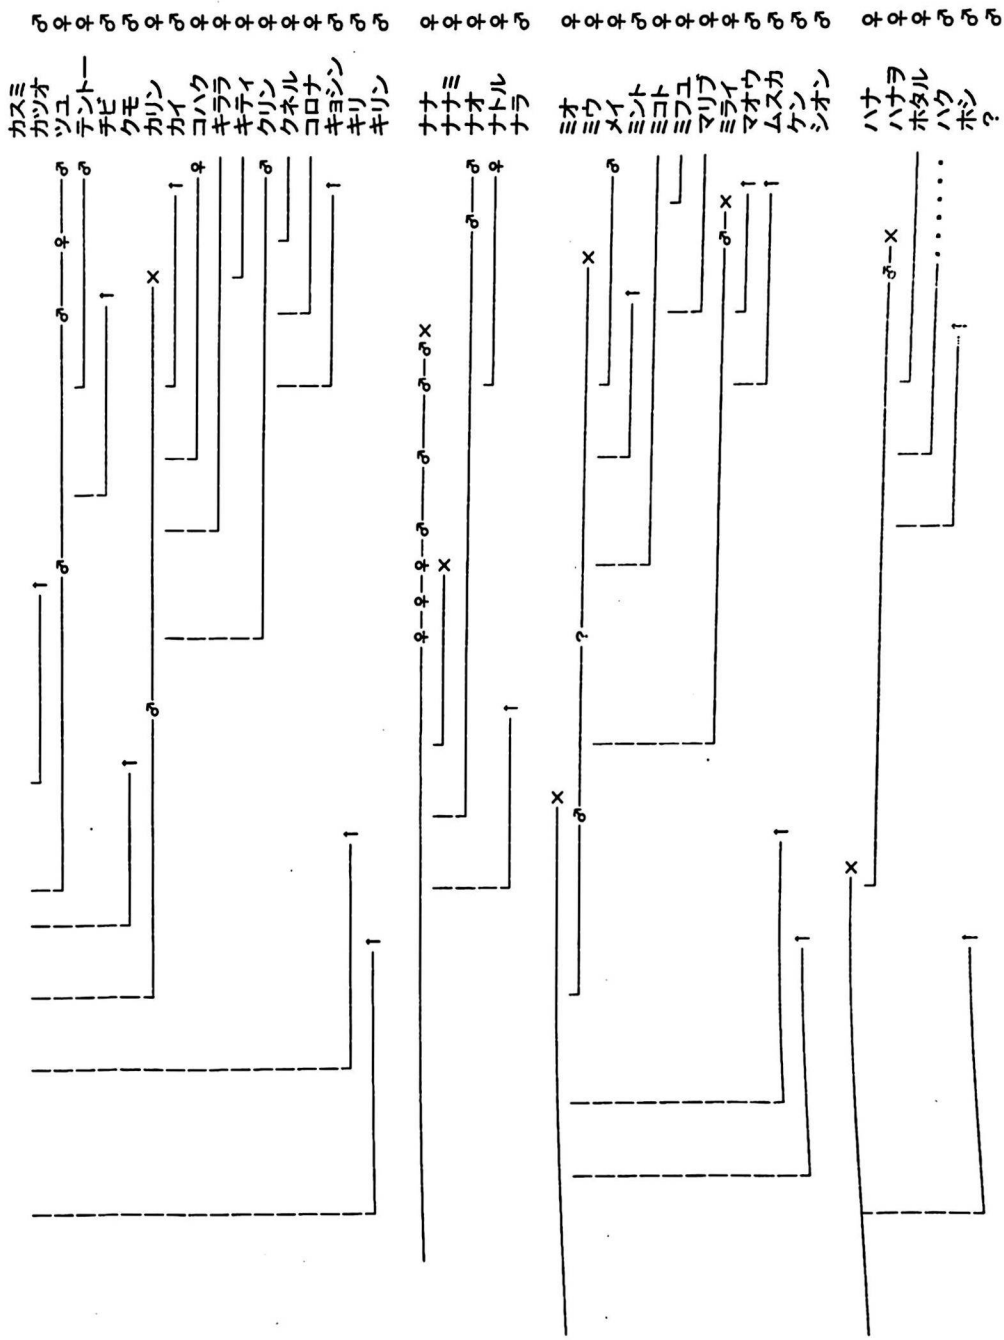 カスミ
カツオ
ツユ
テントー
チビ
クモ
カリン
カイ
コハク
キララ
キティ
クリン
クネル
コロナ
キョシン
キリ
キリン
ナナ
ナナミ
ナオ
ナトル
ナラ
ミオ
ミウ
メイ
ミント
ミコト
ミフユ
マリブ
ミライ
マオウ
ムスカ
ケン
シオン
ハナ
ハナヲ
ホタル
ハク
ホシ
?